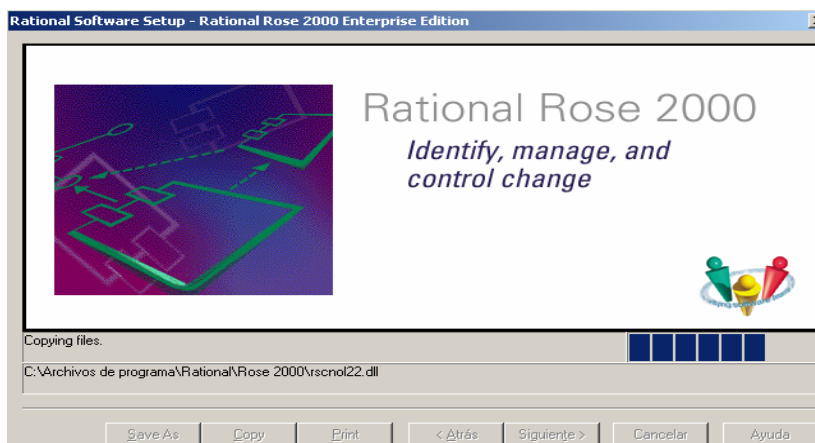 Rational Software Setup - Rational Rose 2000 Enterprise Edition
Rational Rose 2000
Identify, manage, and
control change
Copying files.
C:\Archivos de programa\Rational\Rose 2000\rscnol22.dll
Save As Copy Print < Atrás Siguiente > Cancelar Ayuda